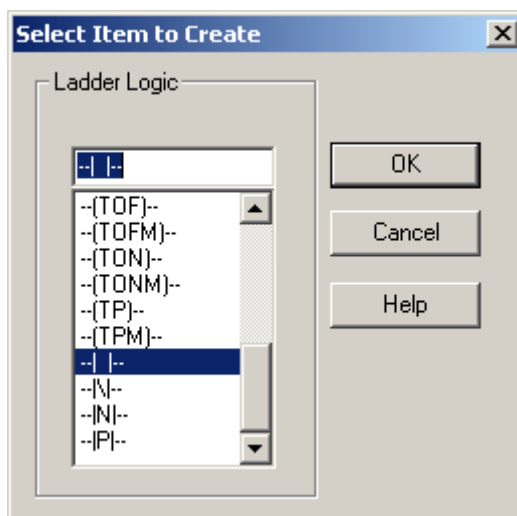 Select Item to Create
Ladder Logic
--| |--
--(TOF)--
--(TOFM)--
--(TON)--
--(TONM)--
--(TP)--
--(TPM)--
--| |--
--|\|--
--|N|--
--|P|--
OK
Cancel
Help